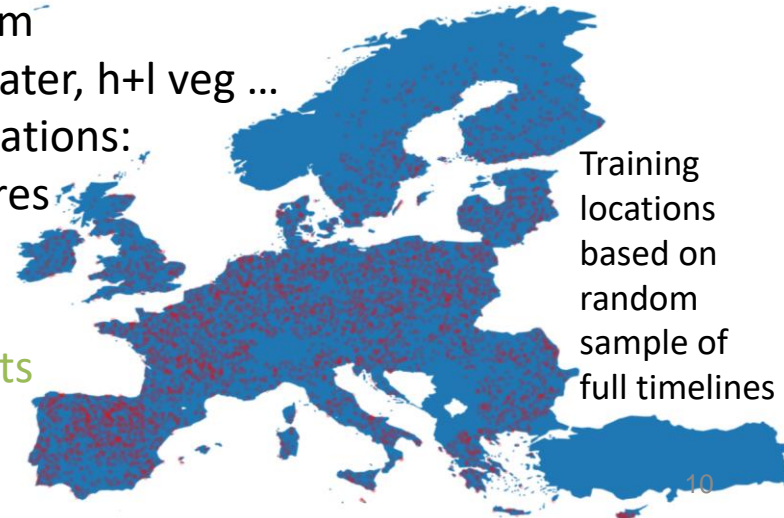 m
ater, h+l veg …
ations:
res
ts
Training
locations
based on
random
sample of
full timelines
10